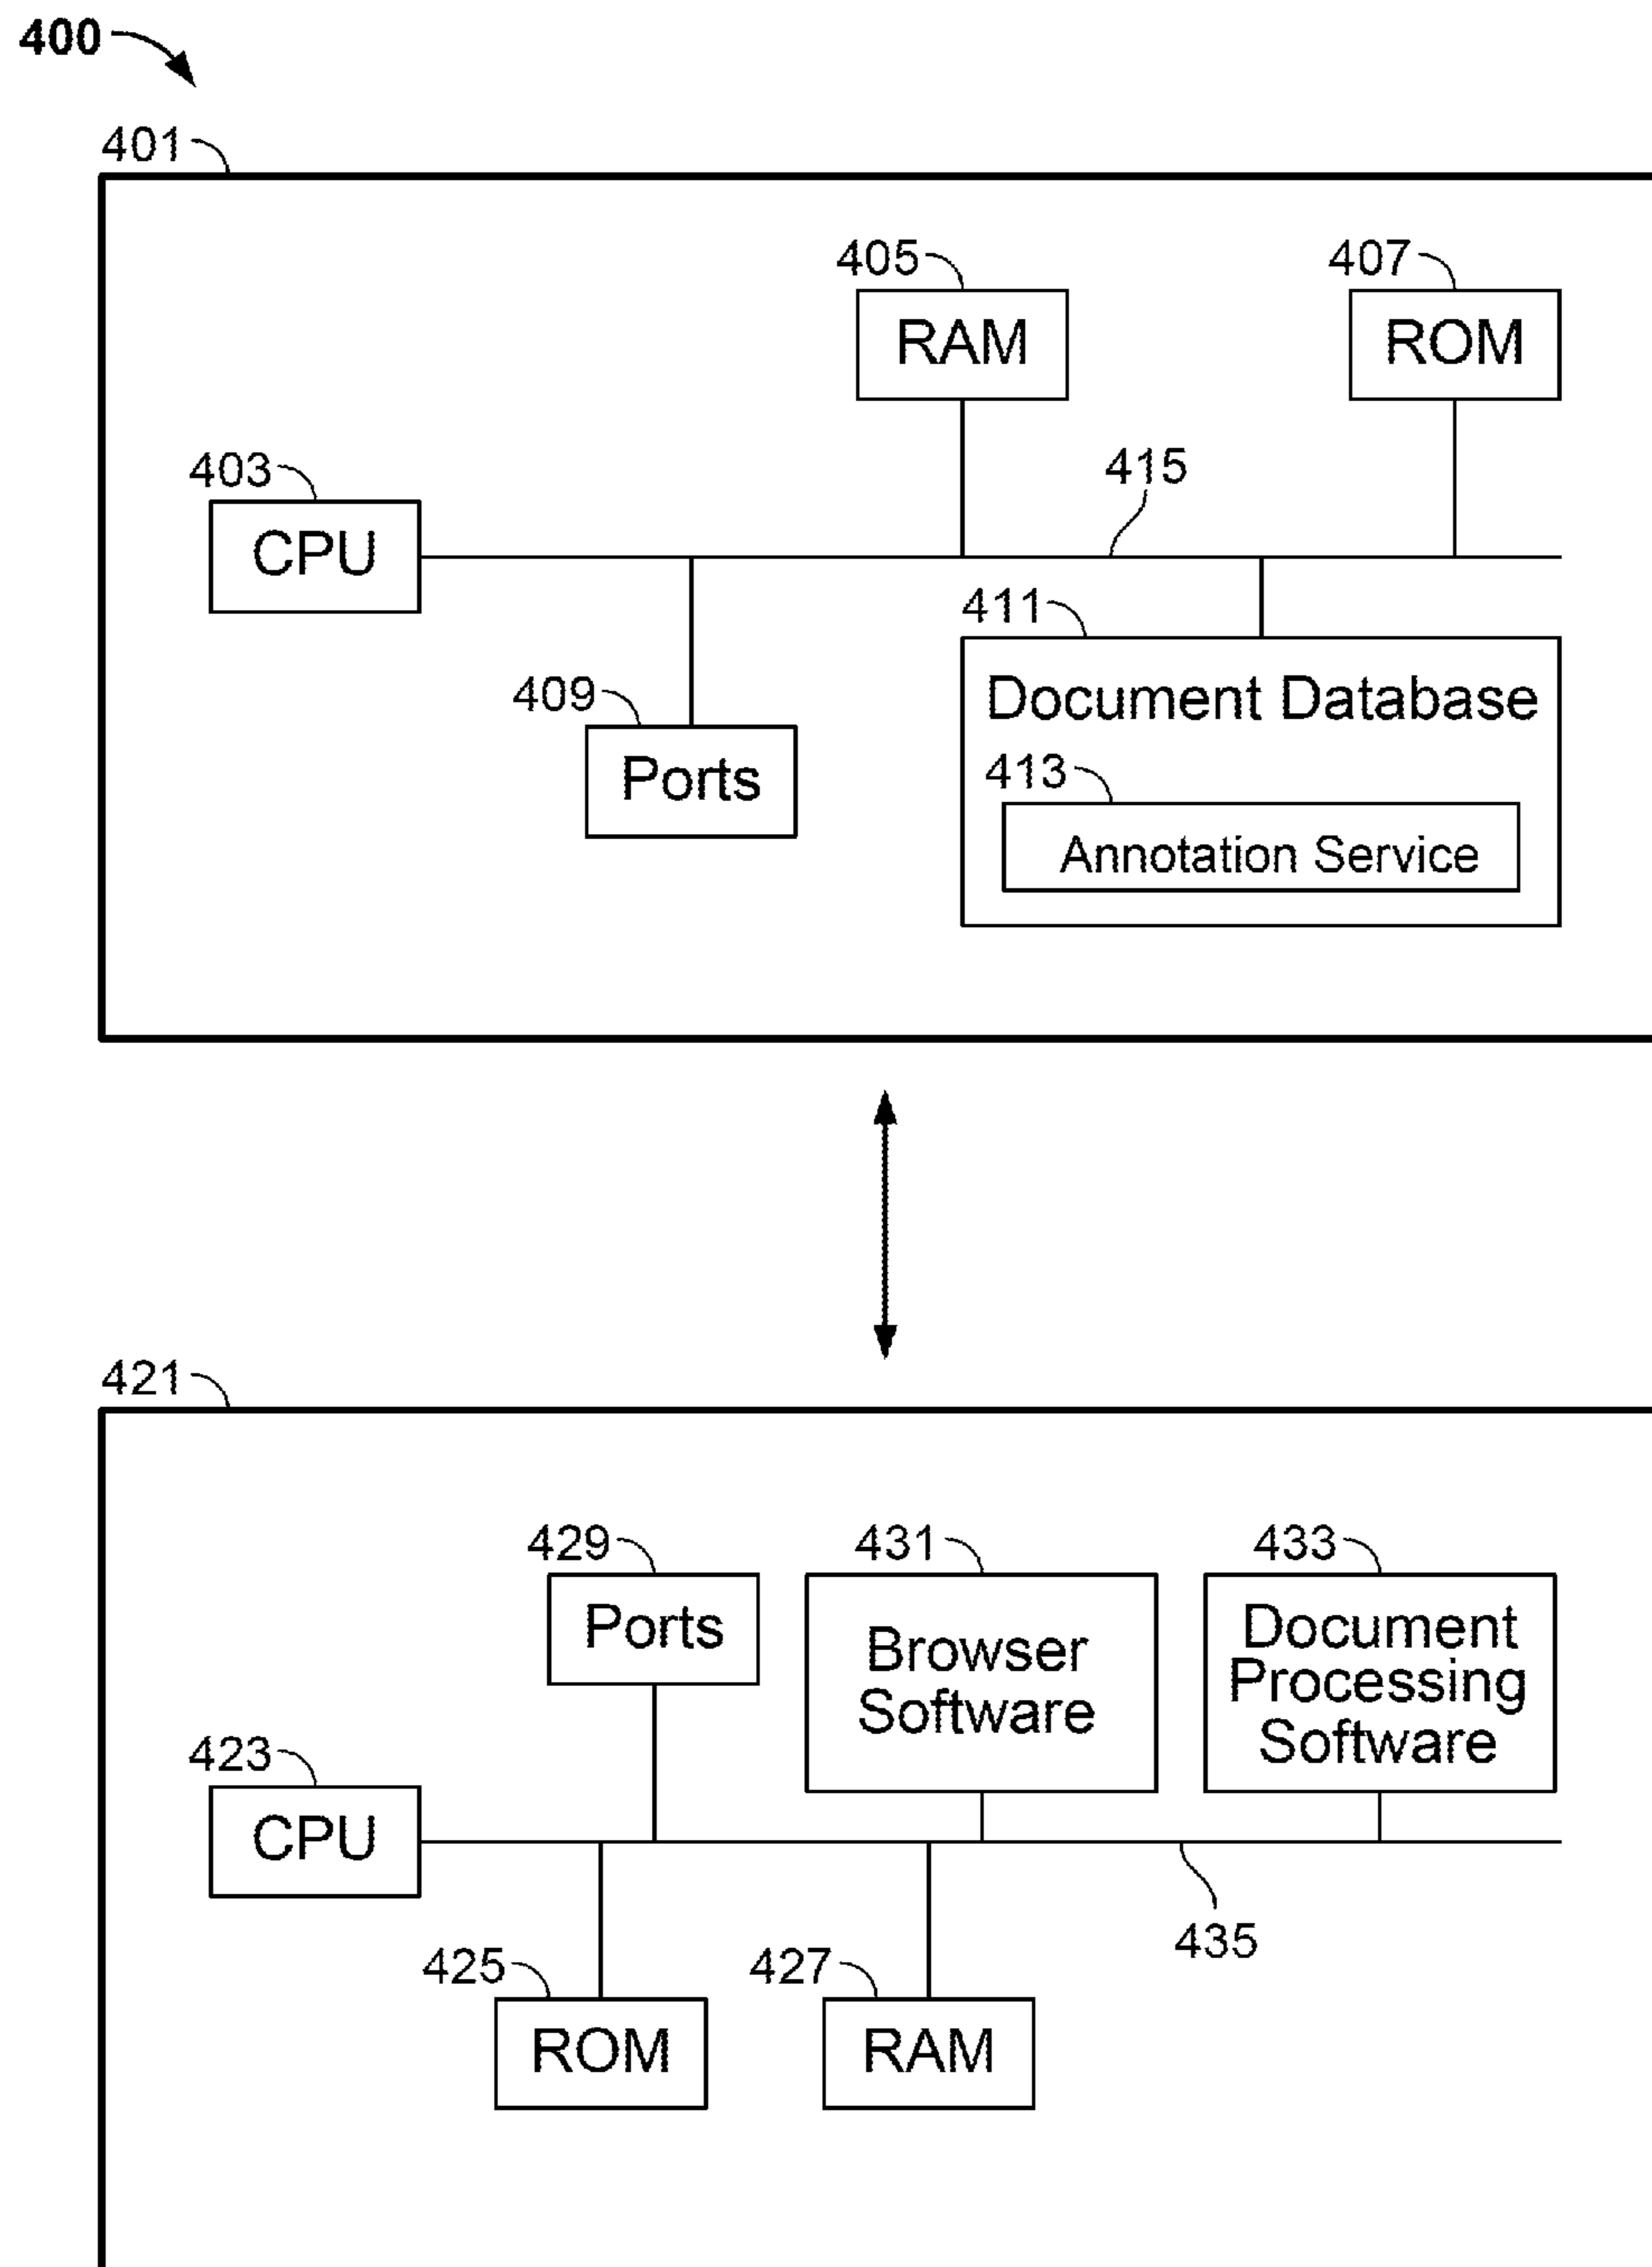 400
401
405
407
RAM
ROM
403
415
CPU
411
409
Document Database
Ports
413
Annotation Service
421
429
431
433
Ports
Browser
Software
Document
Processing
Software
423
CPU
435
425
427
ROM
RAM